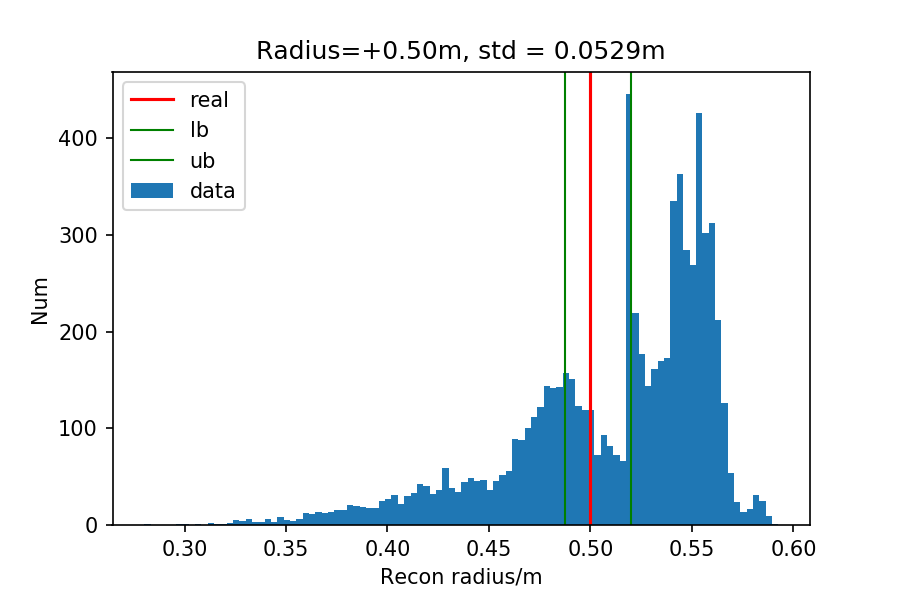 Radius=+0.50m, std = 0.0529m
real
lb
ub
data
400
300
200
100
0
Num
0.30 0.35 0.40 0.45 0.50 0.55 0.60
Recon radius/m